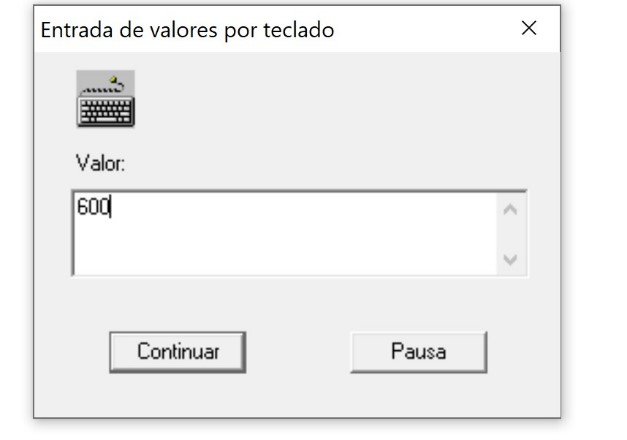 Entrada de valores por teclado
Valor:
600
Continuar Pausa